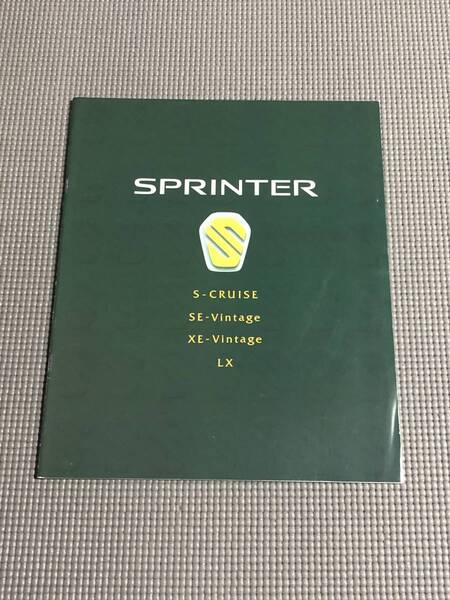 SPRINTER
S
S-CRUISE
SE-Vintage
XE-Vintage
LX